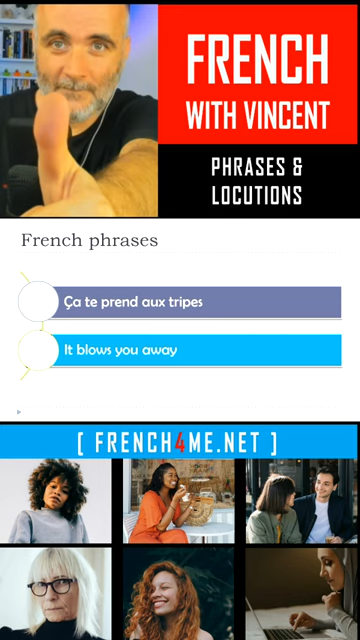 FRENCH
WITH VINCENT
PHRASES &
LOCUTIONS
French phrases
Ça te prend aux tripes
It blows you away
[ FRENCH4ME.NET ]